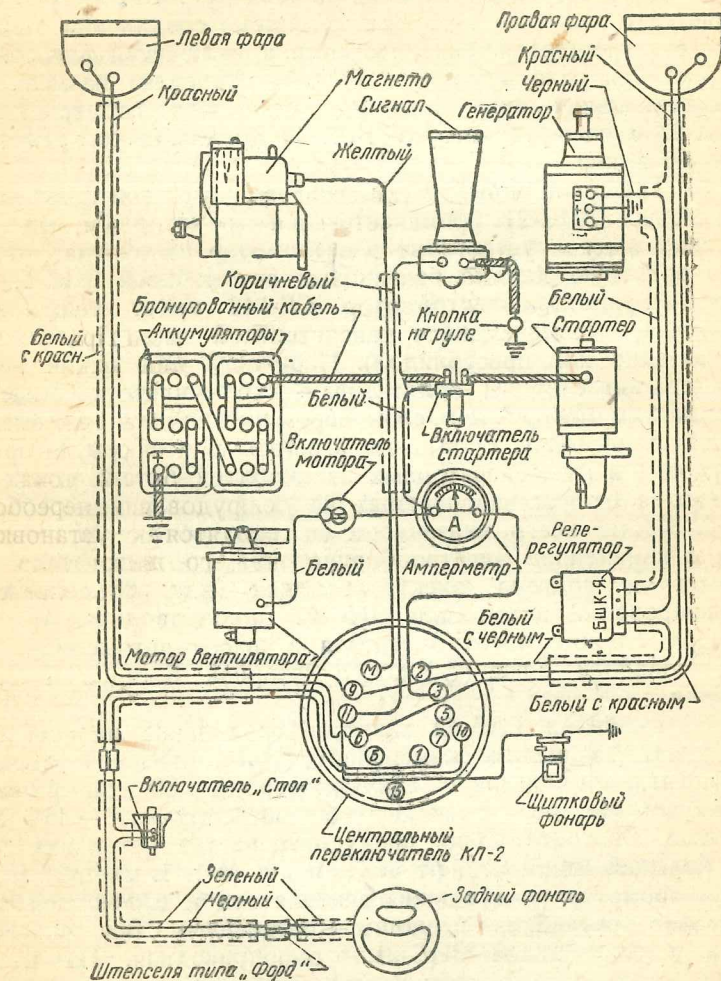 Левая фара
Правая фара
Красный
Черный
Красный
Магнето
Сигнал
Генератор
Желтый
Ш
Я
Коричневый
Бронированный кабель
Аккумуляторы
Белый
с красн.
Кнопка
на руле
Белый
Стартер
Белый
Включатель
стартера
Включатель
мотора
А
Амперметр
Реле-
регулятор
Б Ш К-Я
Белый
Мотор вентилятора
Белый
с черным
Белый с красным
М
2
9
3
11
5
6
7
10
Б
1
15
Щитковый
фонарь
Включатель „Стоп“
Центральный
переключатель КП-2
Зеленый
Черный
Задний фонарь
Штепселя типа „Форд“